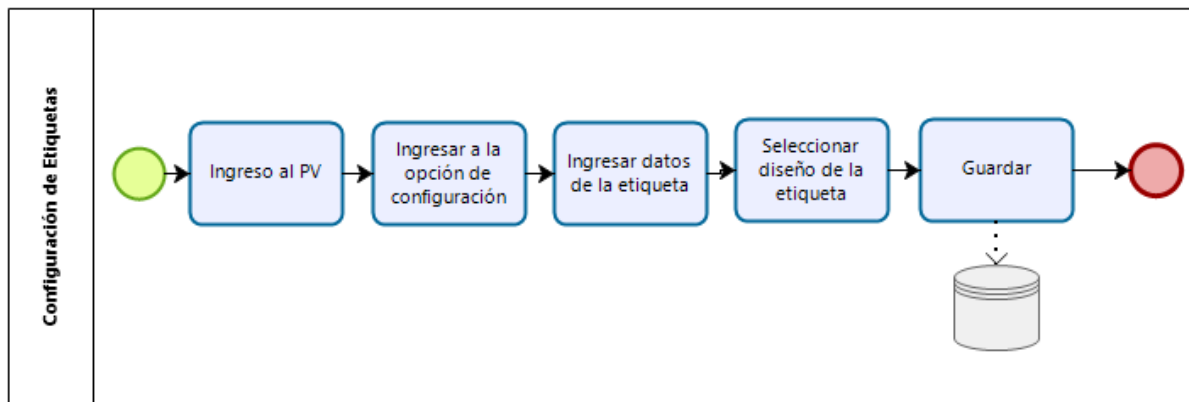 Configuración de Etiquetas
Ingreso al PV
Ingresar a la
opción de
configuración
Ingresar datos
de la etiqueta
Seleccionar
diseño de la
etiqueta
Guardar